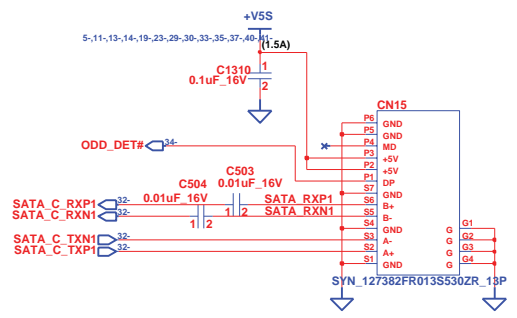 +V5S
5-,11-,13-,14-,19-,23-,29-,30-,33-,35-,37-,40-,41-
(1.5A)
C1310
1
0.1uF_16V
2
CN15
P6 GND
P5 GND
ODD_DET# 34- P4 MD
P3 +5V
P2 +5V
P1 DP
C503 S7 GND
C504 0.01uF_16V
SATA_C_RXP1 32- 0.01uF_16V SATA_RXP1 S6 B+
SATA_C_RXN1 32- 1 2 1 2 SATA_RXN1 S5 B-
S4 GND G G1
SATA_C_TXN1 32- S3 A- G G2
SATA_C_TXP1 32- S2 A+ G G3
S1 GND G G4
SYN_127382FR013S530ZR_13P